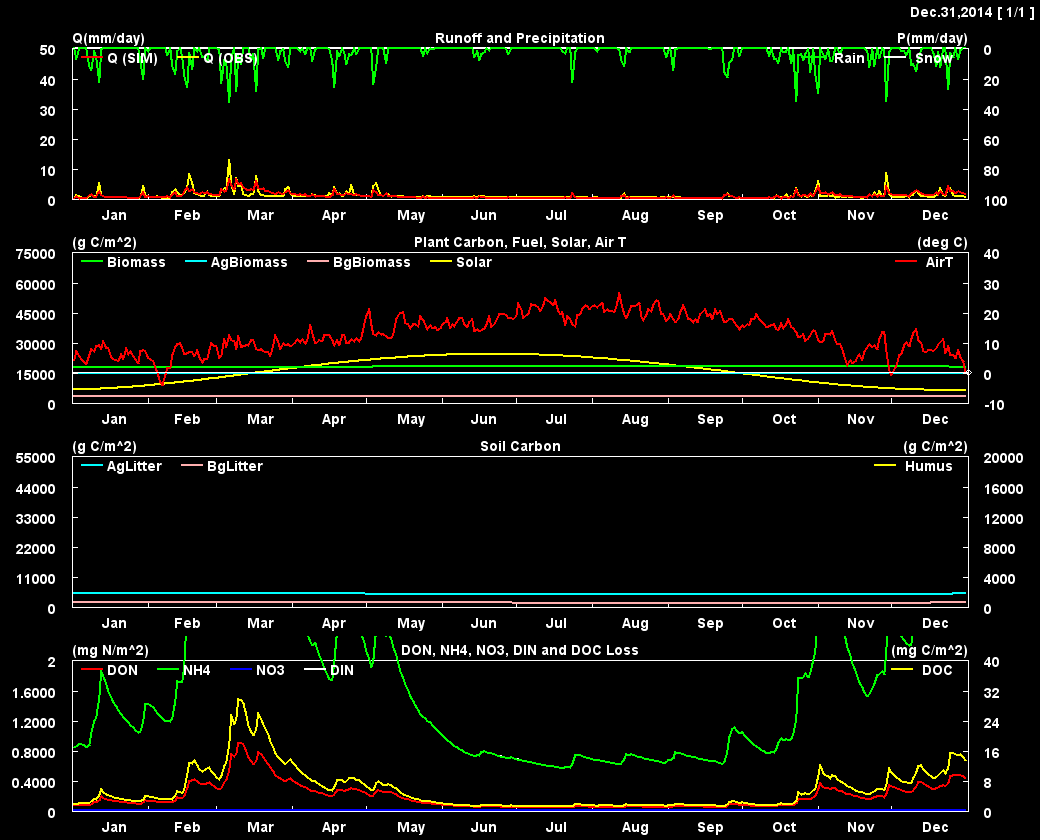 Dec.31,2014 [ 1/1 ]
Q(mm/day) Runoff and Precipitation P(mm/day)
50 0
Q (SIM) Q (OBS) Rain Snow
40 20
30 40
20 60
10 80
0 100
Jan Feb Mar Apr May Jun Jul Aug Sep Oct Nov Dec
(g C/m^2) Plant Carbon, Fuel, Solar, Air T (deg C)
75000 40
Biomass AgBiomass BgBiomass Solar AirT
60000 30
45000 20
30000 10
15000 0
0 -10
Jan Feb Mar Apr May Jun Jul Aug Sep Oct Nov Dec
(g C/m^2) Soil Carbon (g C/m^2)
55000 20000
AgLitter BgLitter Humus
44000 16000
33000 12000
22000 8000
11000 4000
0 0
Jan Feb Mar Apr May Jun Jul Aug Sep Oct Nov Dec
(mg N/m^2) DON, NH4, NO3, DIN and DOC Loss (mg C/m^2)
2 40
DON NH4 NO3 DIN DOC
1.6000 32
1.2000 24
0.8000 16
0.4000 8
0 0
Jan Feb Mar Apr May Jun Jul Aug Sep Oct Nov Dec